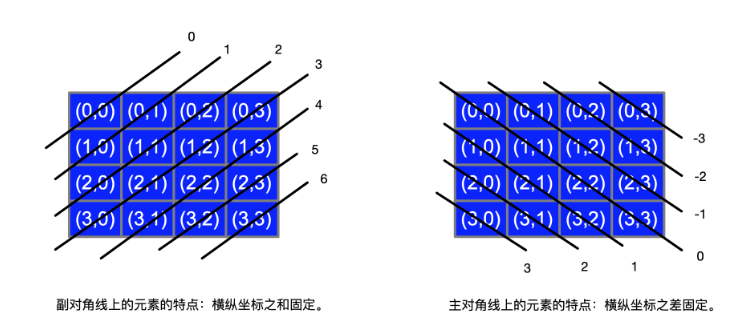 0
1
2
3
4
5
6
(0,0) (0,1) (0,2) (0,3)
(1,0) (1,1) (1,2) (1,3)
(2,0) (2,1) (2,2) (2,3)
(3,0) (3,1) (3,2) (3,3)
副对角线上的元素的特点：横纵坐标之和固定。
(0,0) (0,1) (0,2) (0,3)
(1,0) (1,1) (1,2) (1,3)
(2,0) (2,1) (2,2) (2,3)
(3,0) (3,1) (3,2) (3,3)
-3
-2
-1
0
1
2
3
主对角线上的元素的特点：横纵坐标之差固定。